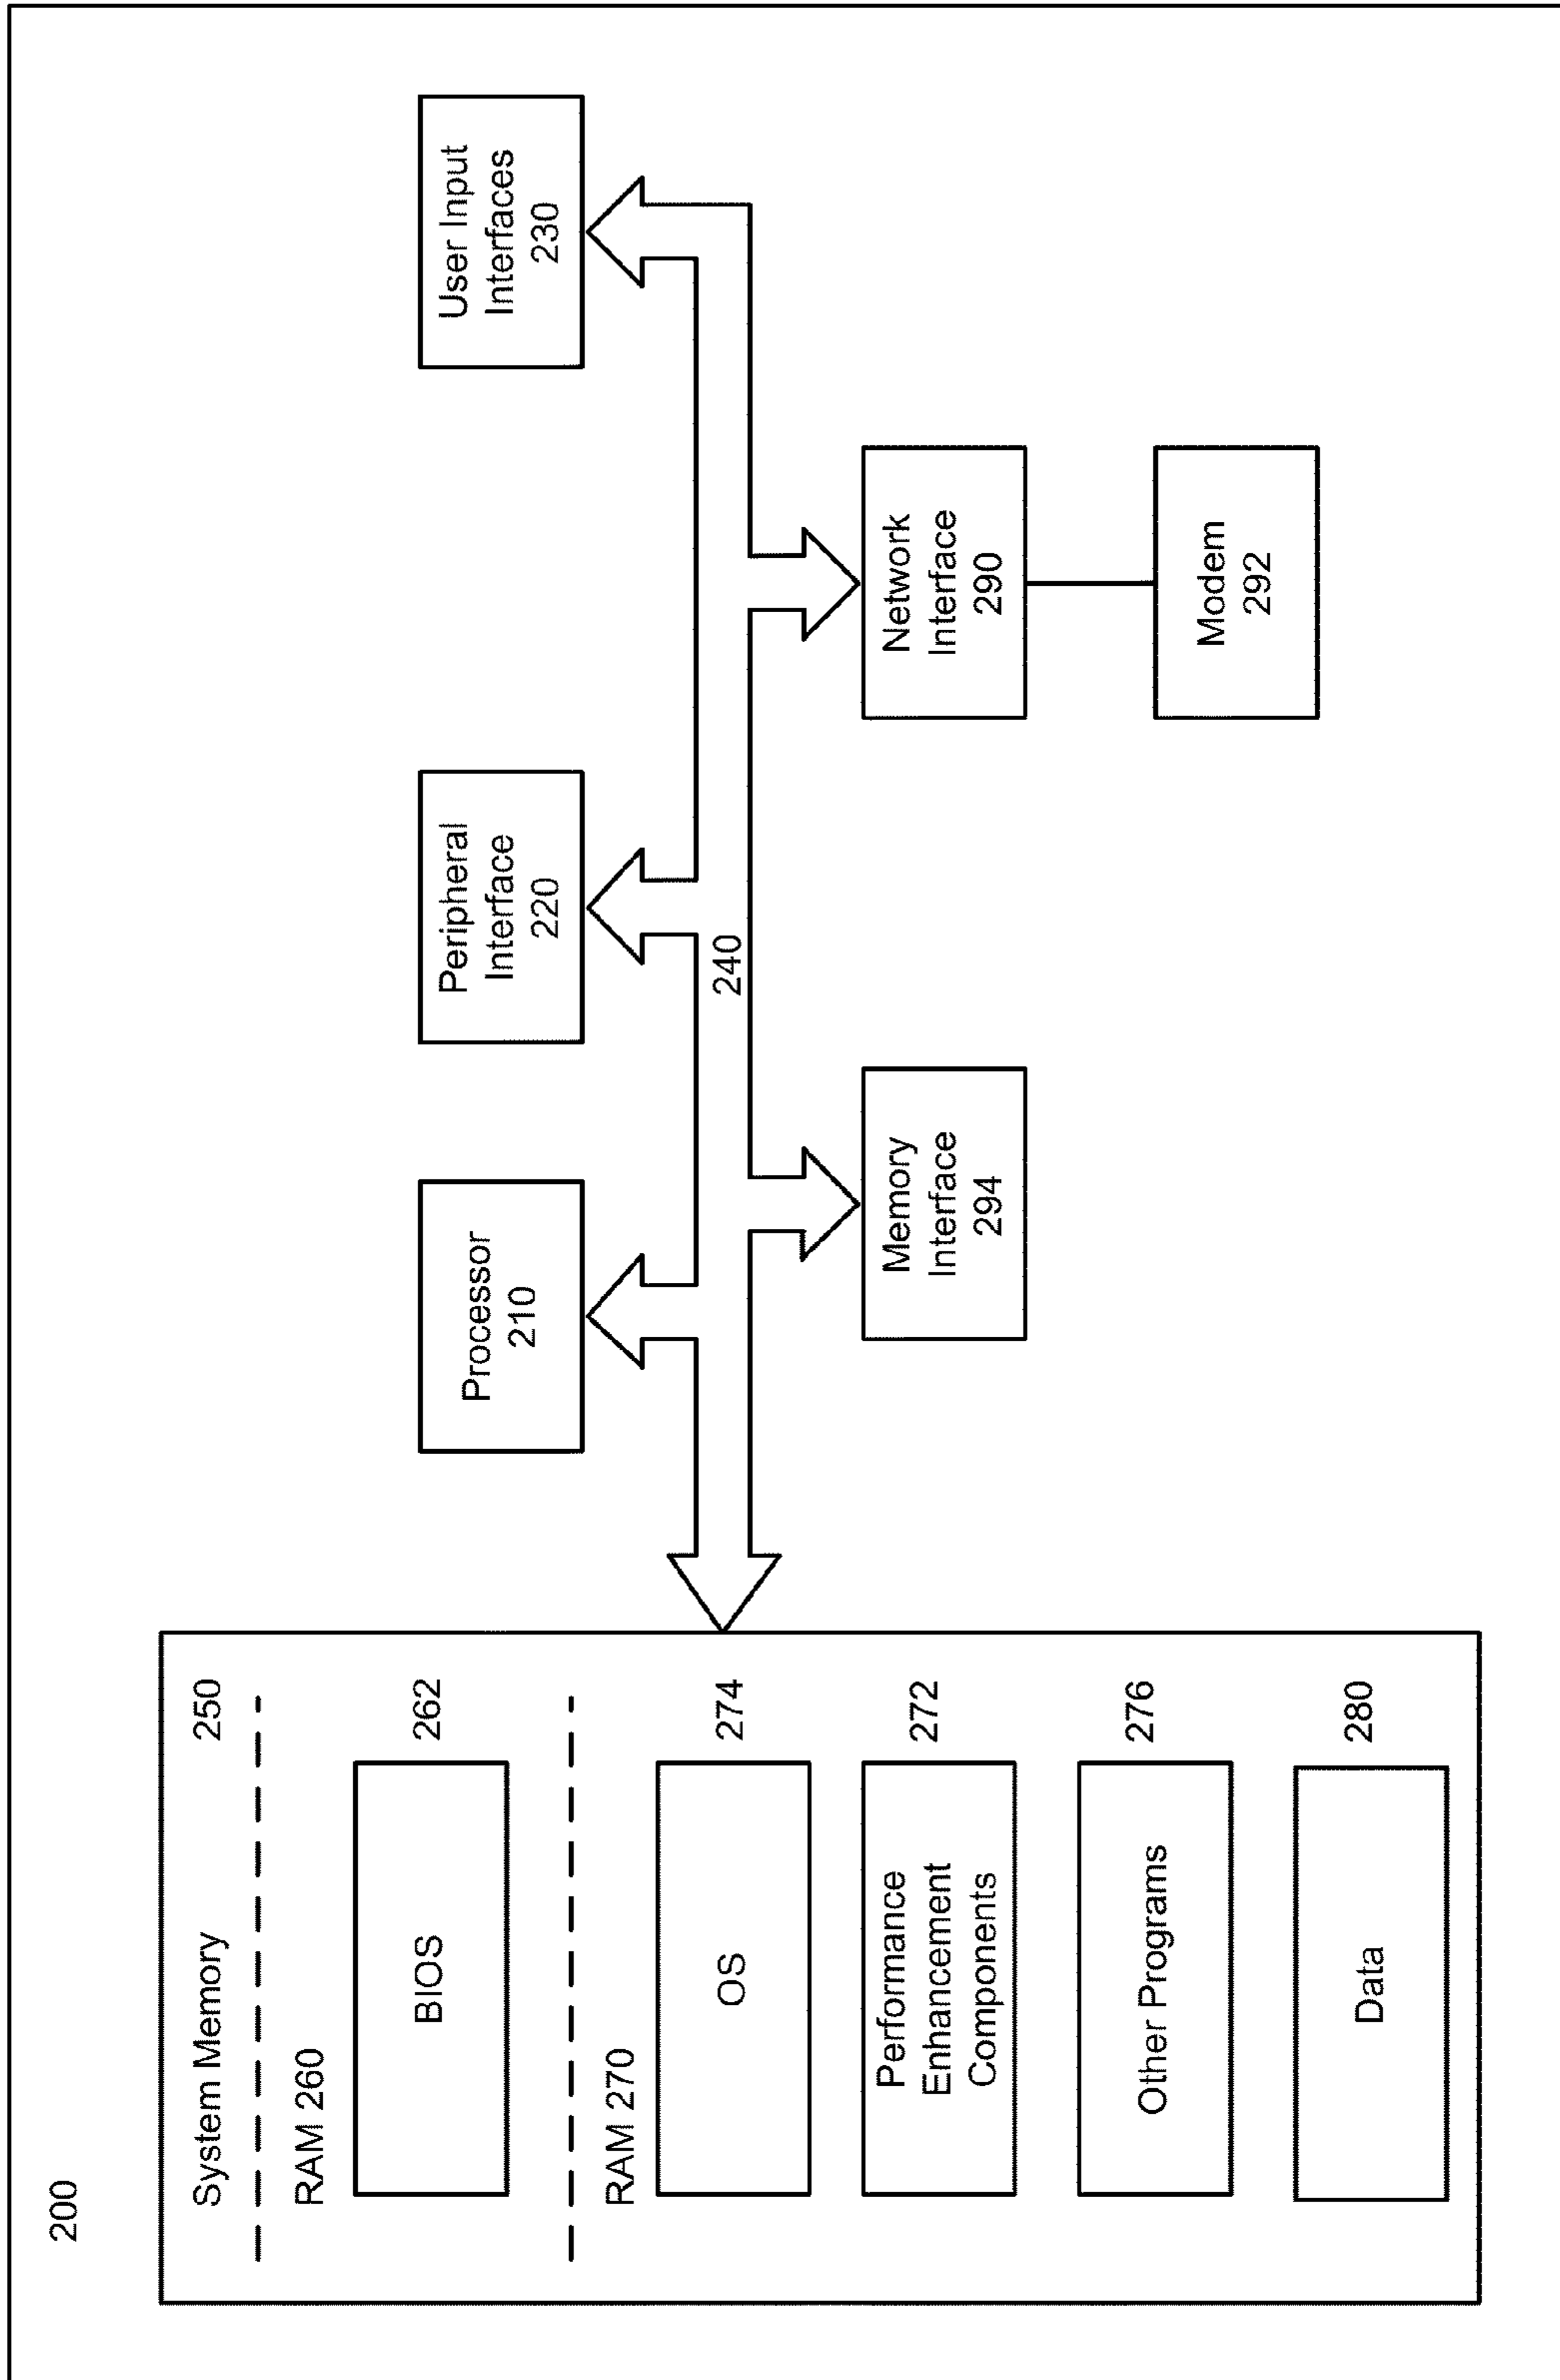 200
System Memory 250
RAM 260
BIOS 262
RAM 270
OS 274
Performance
Enhancement
Components
272
Other Programs 276
Data 280
Processor
210
Peripheral
Interface
220
User Input
Interfaces
230
240
Memory
Interface
294
Network
Interface
290
Modem
292